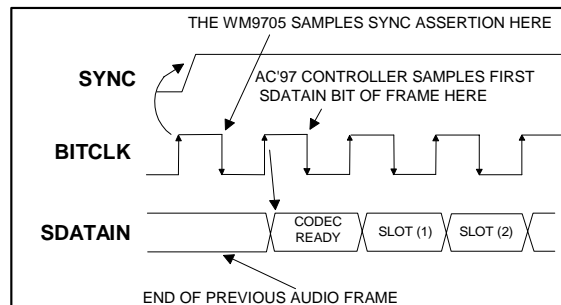 THE WM9705 SAMPLES SYNC ASSERTION HERE
SYNC
AC'97 CONTROLLER SAMPLES FIRST
SDATAIN BIT OF FRAME HERE
BITCLK
SDATAIN
CODEC
READY
SLOT (1)
SLOT (2)
END OF PREVIOUS AUDIO FRAME